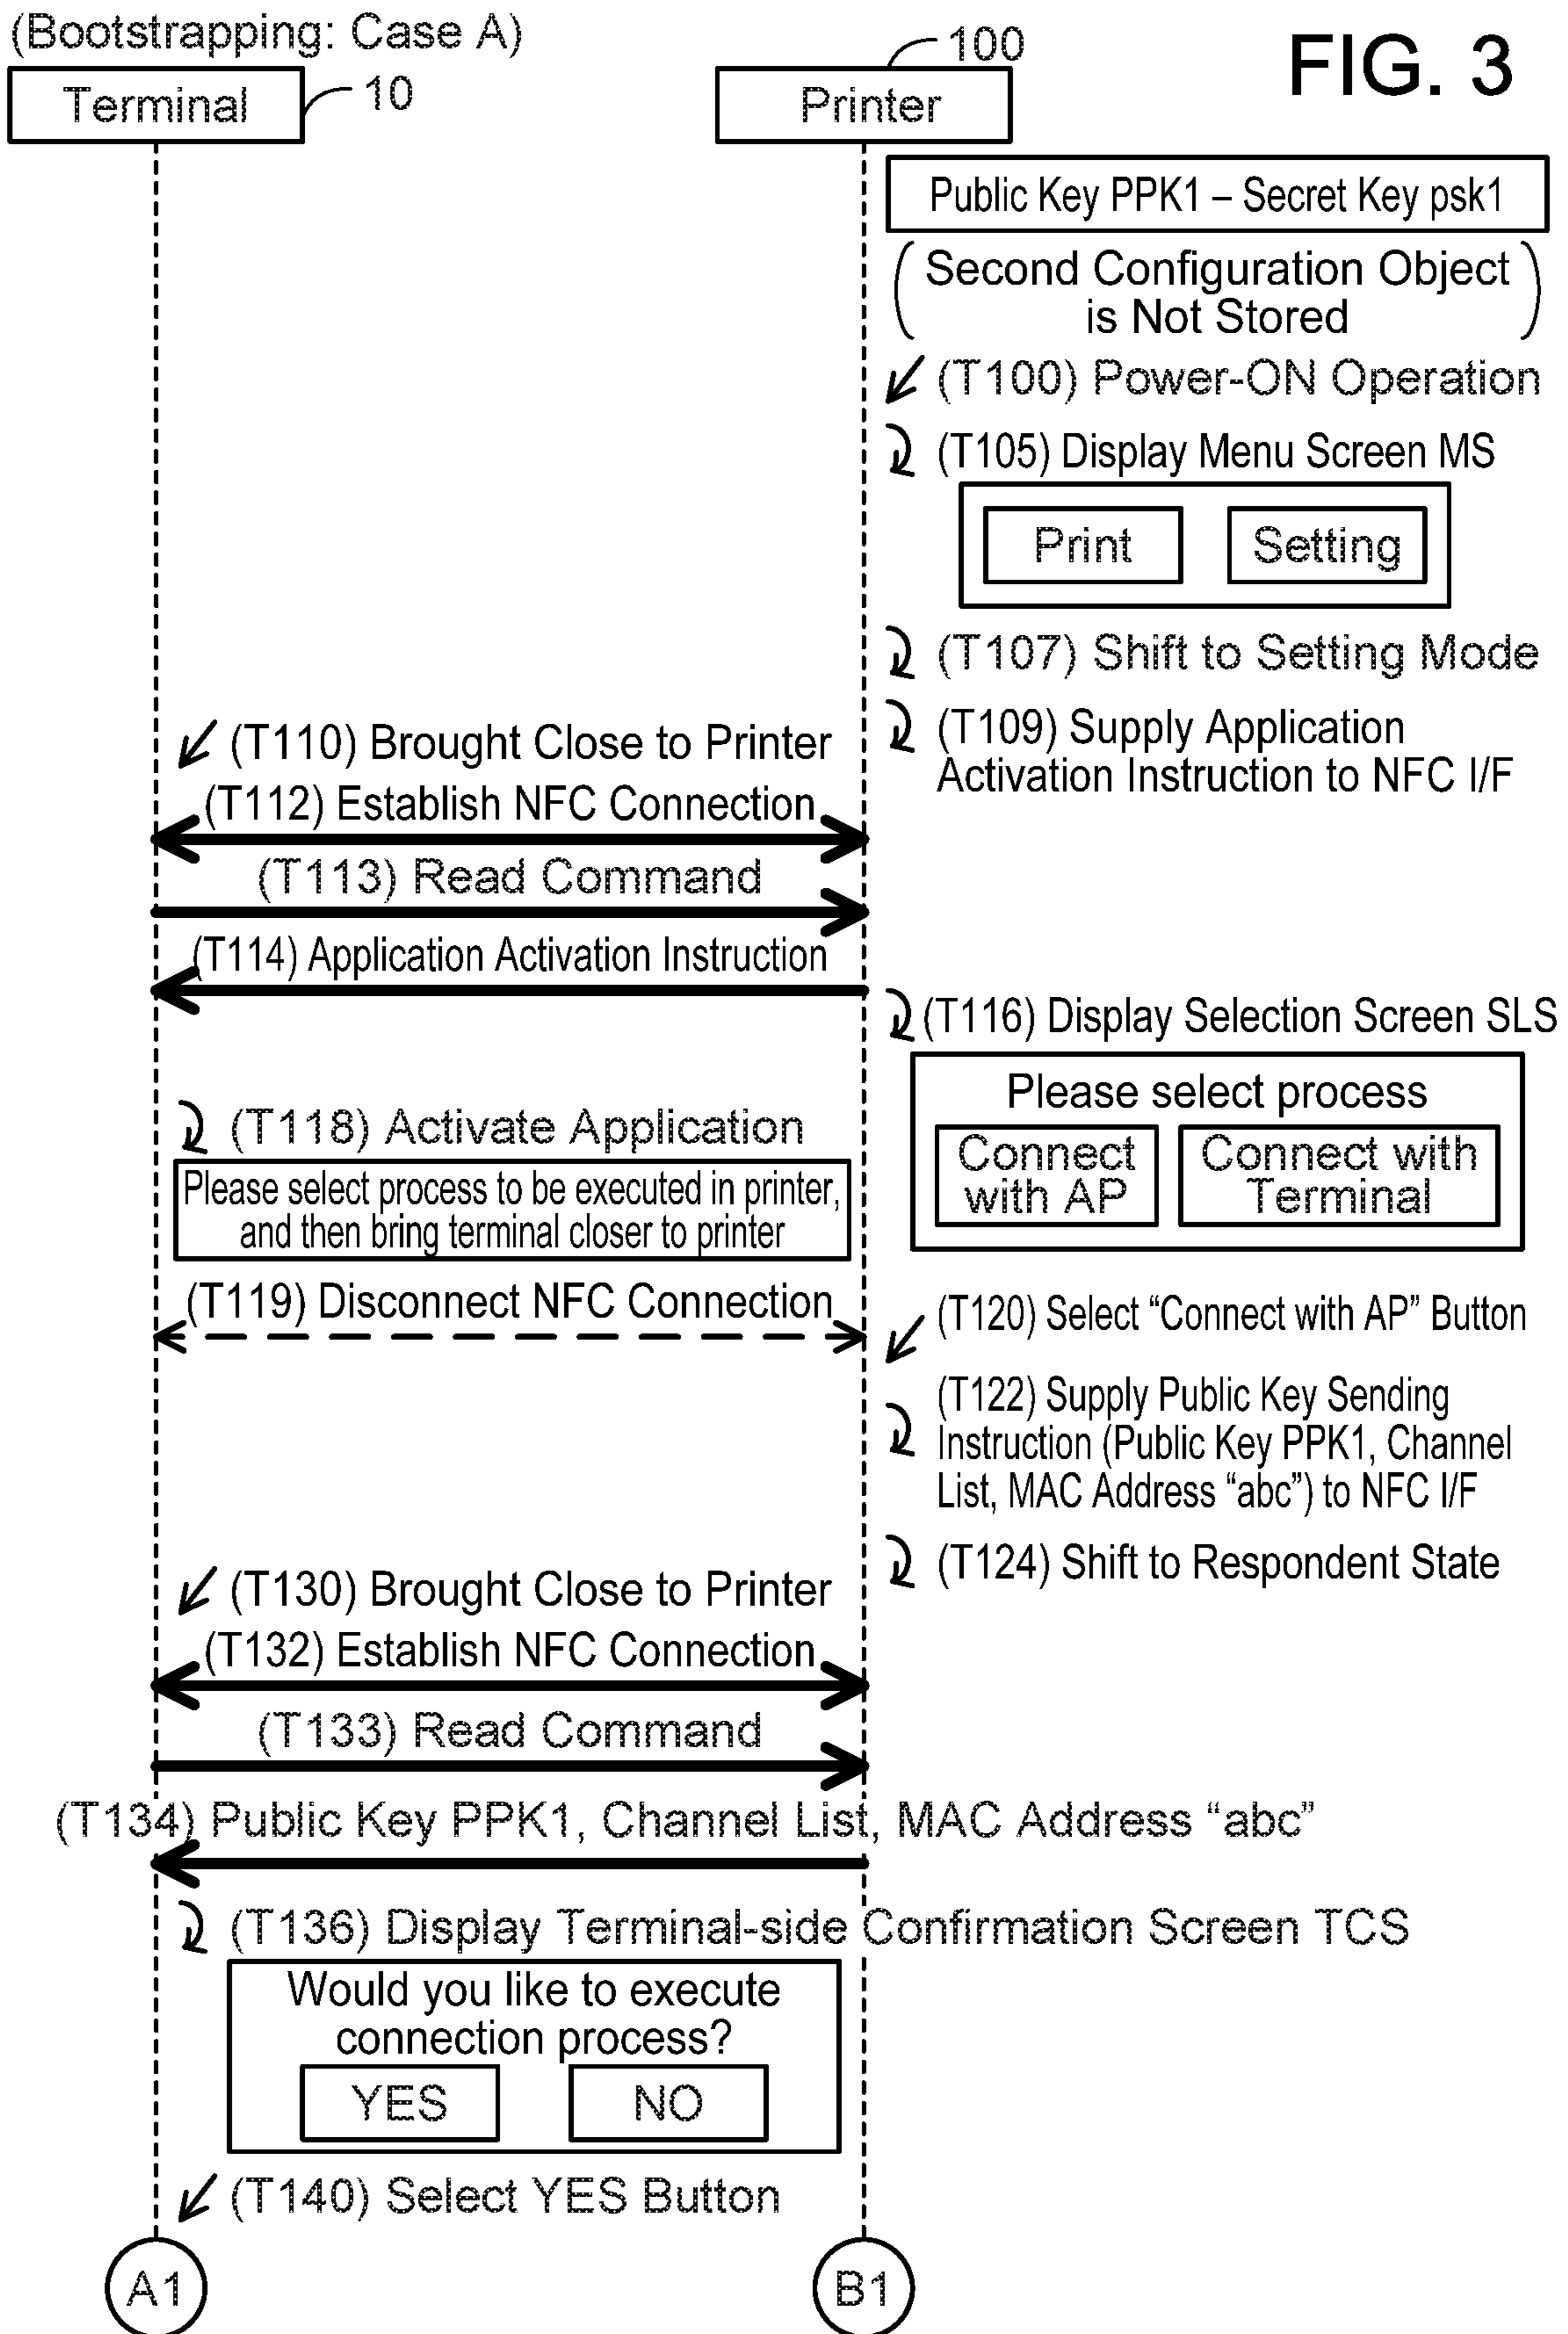 (Bootstrapping: Case A)
FIG. 3
Terminal
10
Printer
100
Public Key PPK1 – Secret Key psk1
(Second Configuration Object
is Not Stored)
(T100) Power-ON Operation
(T105) Display Menu Screen MS
Print
Setting
(T107) Shift to Setting Mode
(T109) Supply Application
Activation Instruction to NFC I/F
(T110) Brought Close to Printer
(T112) Establish NFC Connection
(T113) Read Command
(T114) Application Activation Instruction
(T116) Display Selection Screen SLS
Please select process
Connect
with AP
Connect with
Terminal
(T118) Activate Application
Please select process to be executed in printer,
and then bring terminal closer to printer
(T119) Disconnect NFC Connection
(T120) Select “Connect with AP” Button
(T122) Supply Public Key Sending
Instruction (Public Key PPK1, Channel
List, MAC Address “abc”) to NFC I/F
(T124) Shift to Respondent State
(T130) Brought Close to Printer
(T132) Establish NFC Connection
(T133) Read Command
(T134) Public Key PPK1, Channel List, MAC Address “abc”
(T136) Display Terminal-side Confirmation Screen TCS
Would you like to execute
connection process?
YES
NO
(T140) Select YES Button
A1
B1